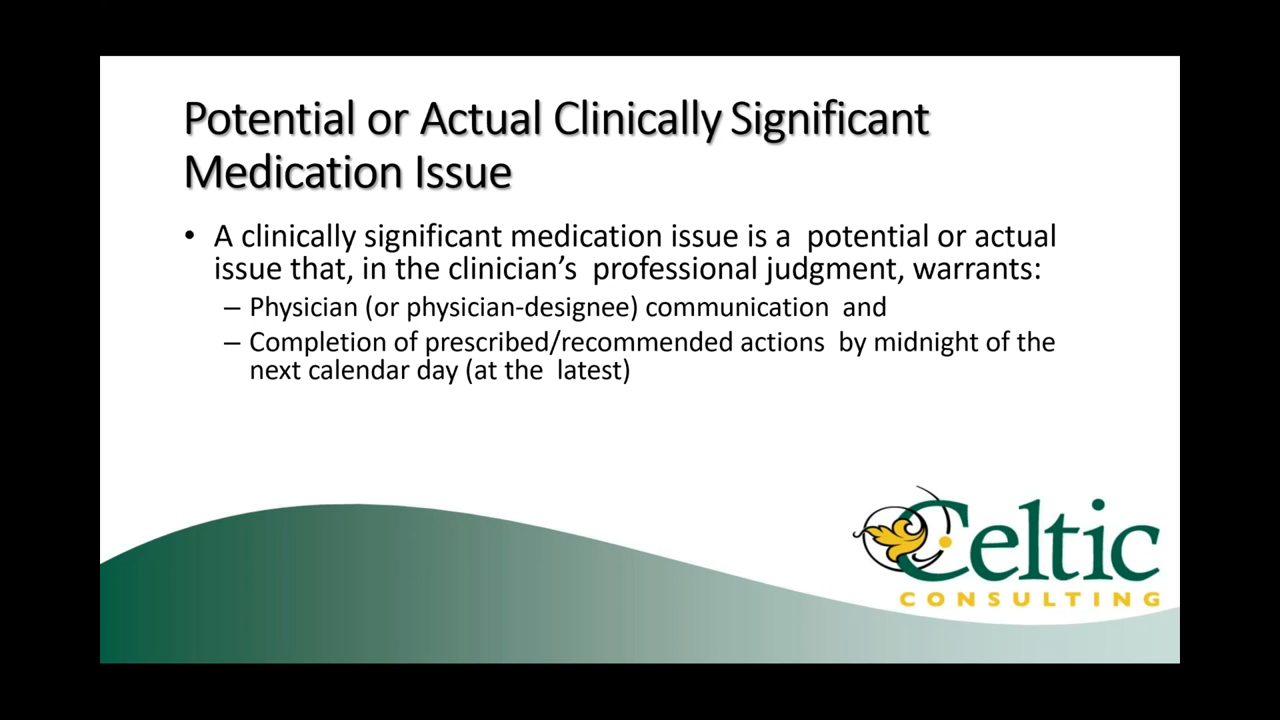 Potential or Actual Clinically Significant
Medication Issue
• A clinically significant medication issue is a potential or actual
issue that, in the clinician’s professional judgment, warrants:
– Physician (or physician-designee) communication and
– Completion of prescribed/recommended actions by midnight of the
next calendar day (at the latest)
Celtic
CONSULTING